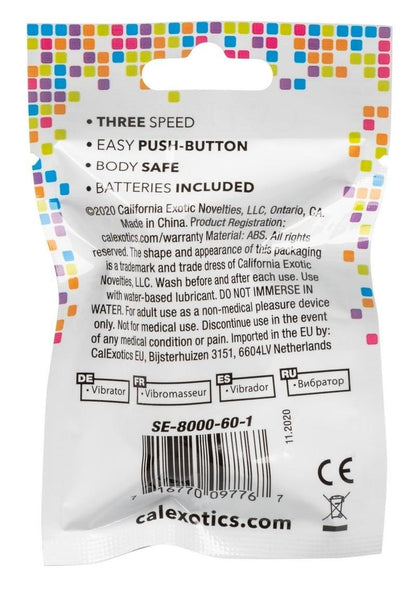 • THREE SPEED
• EASY PUSH-BUTTON
• BODY SAFE
• BATTERIES INCLUDED
©2020 California Exotic Novelties, LLC, Ontario, CA.
Made in China. Product Registration;
calexotics.com/warranty Material: ABS. All rights
reserved. The shape and appearance of this packaging
is a trademark and trade dress of California Exotic
Novelties, LLC. Wash before and after each use. Use
with water-based lubricant. DO NOT IMMERSE IN
WATER. For adult use as a non-medical pleasure device
only. Not for medical use. Discontinue use in the event
of any medical condition or pain. Imported in the EU by:
CalExotics EU, Bijsterhuizen 3151, 6604LV Netherlands
DE
• Vibrator
FR
• Vibromasseur
ES
• Vibrador
RU
• Вибратор
SE-8000-60-1
11.2020
7 16770 09776 7
CE
calexotics.com